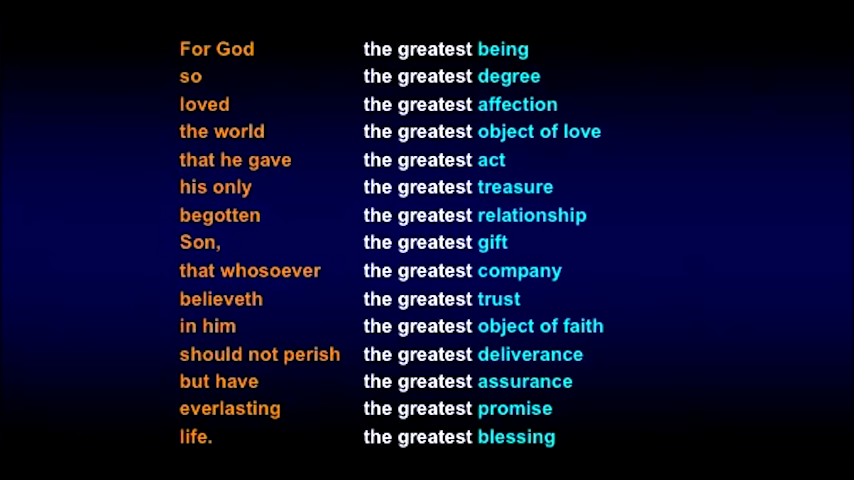 For God the greatest being
so the greatest degree
loved the greatest affection
the world the greatest object of love
that he gave the greatest act
his only the greatest treasure
begotten the greatest relationship
Son, the greatest gift
that whosoever the greatest company
believeth the greatest trust
in him the greatest object of faith
should not perish the greatest deliverance
but have the greatest assurance
everlasting the greatest promise
life. the greatest blessing